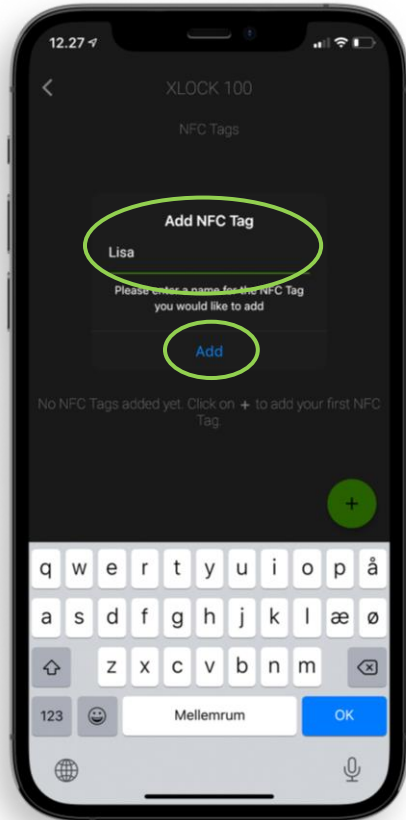 12.27
XLOCK 100
NFC Tags
Add NFC Tag
Lisa
Please enter a name for the NFC Tag
you would like to add
Add
No NFC Tags added yet. Click on + to add your first NFC
Tag.
+
q w e r t y u i o p å
a s d f g h j k l æ ø
z x c v b n m
123 Mellemrum OK